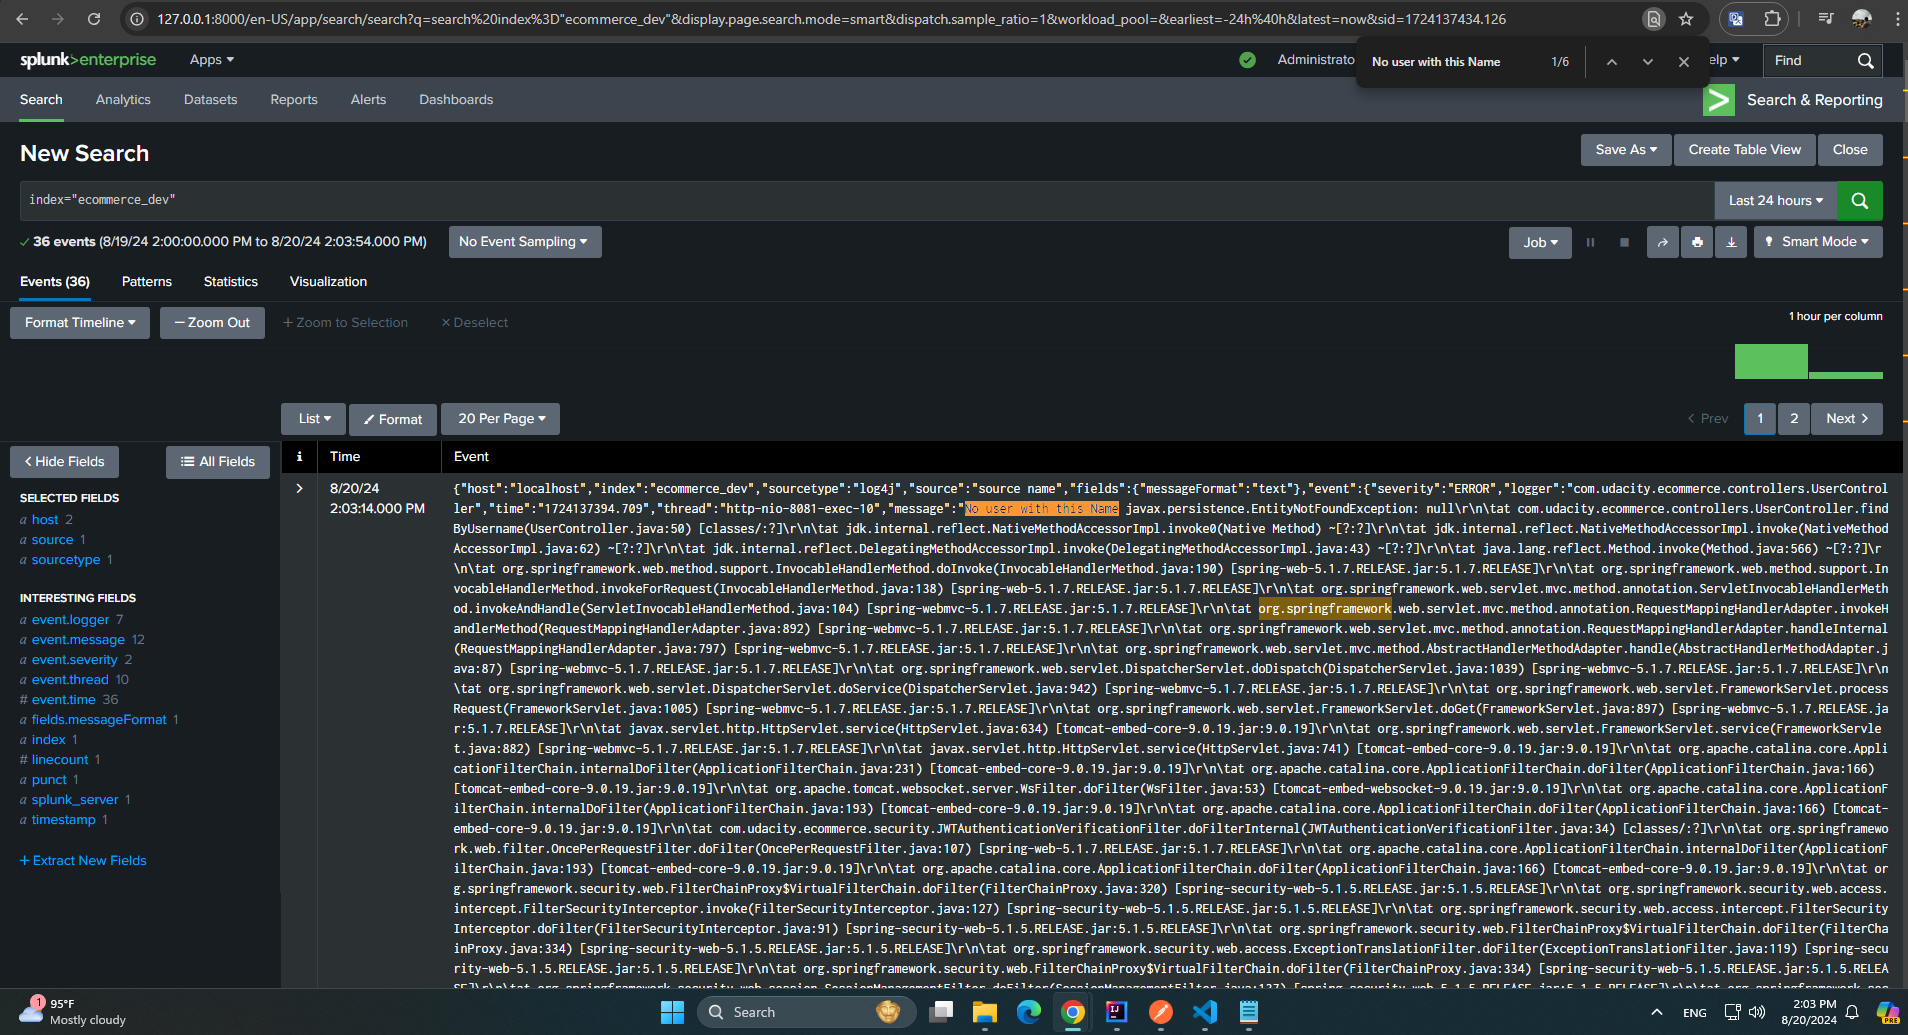 127.0.0.1:8000/en-US/app/search/search?q=search%20index%3D"ecommerce_dev"&display.page.search.mode=smart&dispatch.sample_ratio=1&workload_pool=&earliest=-24h%40h&latest=now&sid=1724137434.126
splunk>enterprise Apps
Administrato
No user with this Name 1/6
elp
Find
Search Analytics Datasets Reports Alerts Dashboards
Search & Reporting
New Search
Save As Create Table View Close
index="ecommerce_dev"
Last 24 hours
36 events (8/19/24 2:00:00.000 PM to 8/20/24 2:03:54.000 PM)
No Event Sampling
Job
Smart Mode
Events (36) Patterns Statistics Visualization
Format Timeline
— Zoom Out
+ Zoom to Selection
× Deselect
1 hour per column
List
Format
20 Per Page
< Prev 1 2 Next >
< Hide Fields
All Fields
SELECTED FIELDS
a host 2
a source 1
a sourcetype 1
INTERESTING FIELDS
a event.logger 7
a event.message 12
a event.severity 2
a event.thread 10
# event.time 36
a fields.messageFormat 1
a index 1
# linecount 1
a punct 1
a splunk_server 1
a timestamp 1
+ Extract New Fields
i Time Event
8/20/24
2:03:14.000 PM
{"host":"localhost","index":"ecommerce_dev","sourcetype":"log4j","source":"source name","fields":{"messageFormat":"text"},"event":{"severity":"ERROR","logger":"com.udacity.ecommerce.controllers.UserControl
ler","time":"1724137394.709","thread":"http-nio-8081-exec-10","message":"No user with this Name javax.persistence.EntityNotFoundException: null\r\n\tat com.udacity.ecommerce.controllers.UserController.find
ByUsername(UserController.java:50) [classes/:?]\r\n\tat jdk.internal.reflect.NativeMethodAccessorImpl.invoke0(Native Method) ~[?:?]\r\n\tat jdk.internal.reflect.NativeMethodAccessorImpl.invoke(NativeMethod
AccessorImpl.java:62) ~[?:?]\r\n\tat jdk.internal.reflect.DelegatingMethodAccessorImpl.invoke(DelegatingMethodAccessorImpl.java:43) ~[?:?]\r\n\tat java.lang.reflect.Method.invoke(Method.java:566) ~[?:?]\r
\n\tat org.springframework.web.method.support.InvocableHandlerMethod.doInvoke(InvocableHandlerMethod.java:190) [spring-web-5.1.7.RELEASE.jar:5.1.7.RELEASE]\r\n\tat org.springframework.web.method.support.In
vocableHandlerMethod.invokeForRequest(InvocableHandlerMethod.java:138) [spring-web-5.1.7.RELEASE.jar:5.1.7.RELEASE]\r\n\tat org.springframework.web.servlet.mvc.method.annotation.ServletInvocableHandlerMeth
od.invokeAndHandle(ServletInvocableHandlerMethod.java:104) [spring-webmvc-5.1.7.RELEASE.jar:5.1.7.RELEASE]\r\n\tat org.springframework.web.servlet.mvc.method.annotation.RequestMappingHandlerAdapter.invokeH
andlerMethod(RequestMappingHandlerAdapter.java:892) [spring-webmvc-5.1.7.RELEASE.jar:5.1.7.RELEASE]\r\n\tat org.springframework.web.servlet.mvc.method.annotation.RequestMappingHandlerAdapter.handleInternal
(RequestMappingHandlerAdapter.java:797) [spring-webmvc-5.1.7.RELEASE.jar:5.1.7.RELEASE]\r\n\tat org.springframework.web.servlet.mvc.method.AbstractHandlerMethodAdapter.handle(AbstractHandlerMethodAdapter.j
ava:87) [spring-webmvc-5.1.7.RELEASE.jar:5.1.7.RELEASE]\r\n\tat org.springframework.web.servlet.DispatcherServlet.doDispatch(DispatcherServlet.java:1039) [spring-webmvc-5.1.7.RELEASE.jar:5.1.7.RELEASE]\r\n
\tat org.springframework.web.servlet.DispatcherServlet.doService(DispatcherServlet.java:942) [spring-webmvc-5.1.7.RELEASE.jar:5.1.7.RELEASE]\r\n\tat org.springframework.web.servlet.FrameworkServlet.process
Request(FrameworkServlet.java:1005) [spring-webmvc-5.1.7.RELEASE.jar:5.1.7.RELEASE]\r\n\tat org.springframework.web.servlet.FrameworkServlet.doGet(FrameworkServlet.java:897) [spring-webmvc-5.1.7.RELEASE.ja
r:5.1.7.RELEASE]\r\n\tat javax.servlet.http.HttpServlet.service(HttpServlet.java:634) [tomcat-embed-core-9.0.19.jar:9.0.19]\r\n\tat org.springframework.web.servlet.FrameworkServlet.service(FrameworkServle
t.java:882) [spring-webmvc-5.1.7.RELEASE.jar:5.1.7.RELEASE]\r\n\tat javax.servlet.http.HttpServlet.service(HttpServlet.java:741) [tomcat-embed-core-9.0.19.jar:9.0.19]\r\n\tat org.apache.catalina.core.Appli
cationFilterChain.internalDoFilter(ApplicationFilterChain.java:231) [tomcat-embed-core-9.0.19.jar:9.0.19]\r\n\tat org.apache.catalina.core.ApplicationFilterChain.doFilter(ApplicationFilterChain.java:166)
[tomcat-embed-core-9.0.19.jar:9.0.19]\r\n\tat org.apache.tomcat.websocket.server.WsFilter.doFilter(WsFilter.java:53) [tomcat-embed-websocket-9.0.19.jar:9.0.19]\r\n\tat org.apache.catalina.core.ApplicationF
ilterChain.internalDoFilter(ApplicationFilterChain.java:193) [tomcat-embed-core-9.0.19.jar:9.0.19]\r\n\tat org.apache.catalina.core.ApplicationFilterChain.doFilter(ApplicationFilterChain.java:166) [tomcat-
embed-core-9.0.19.jar:9.0.19]\r\n\tat com.udacity.ecommerce.security.JWTAuthenticationVerificationFilter.doFilterInternal(JWTAuthenticationVerificationFilter.java:34) [classes/:?]\r\n\tat org.springframewo
rk.web.filter.OncePerRequestFilter.doFilter(OncePerRequestFilter.java:107) [spring-web-5.1.7.RELEASE.jar:5.1.7.RELEASE]\r\n\tat org.apache.catalina.core.ApplicationFilterChain.internalDoFilter(ApplicationF
ilterChain.java:193) [tomcat-embed-core-9.0.19.jar:9.0.19]\r\n\tat org.apache.catalina.core.ApplicationFilterChain.doFilter(ApplicationFilterChain.java:166) [tomcat-embed-core-9.0.19.jar:9.0.19]\r\n\tat or
g.springframework.security.web.FilterChainProxy$VirtualFilterChain.doFilter(FilterChainProxy.java:320) [spring-security-web-5.1.5.RELEASE.jar:5.1.5.RELEASE]\r\n\tat org.springframework.security.web.access.
intercept.FilterSecurityInterceptor.invoke(FilterSecurityInterceptor.java:127) [spring-security-web-5.1.5.RELEASE.jar:5.1.5.RELEASE]\r\n\tat org.springframework.security.web.access.intercept.FilterSecurity
Interceptor.doFilter(FilterSecurityInterceptor.java:91) [spring-security-web-5.1.5.RELEASE.jar:5.1.5.RELEASE]\r\n\tat org.springframework.security.web.FilterChainProxy$VirtualFilterChain.doFilter(FilterCha
inProxy.java:334) [spring-security-web-5.1.5.RELEASE.jar:5.1.5.RELEASE]\r\n\tat org.springframework.security.web.access.ExceptionTranslationFilter.doFilter(ExceptionTranslationFilter.java:119) [spring-secu
rity-web-5.1.5.RELEASE.jar:5.1.5.RELEASE]\r\n\tat org.springframework.security.web.FilterChainProxy$VirtualFilterChain.doFilter(FilterChainProxy.java:334) [spring-security-web-5.1.5.RELEASE.jar:5.1.5.RELEA
1
95°F
Mostly cloudy
Search
ENG
2:03 PM
8/20/2024
PRE